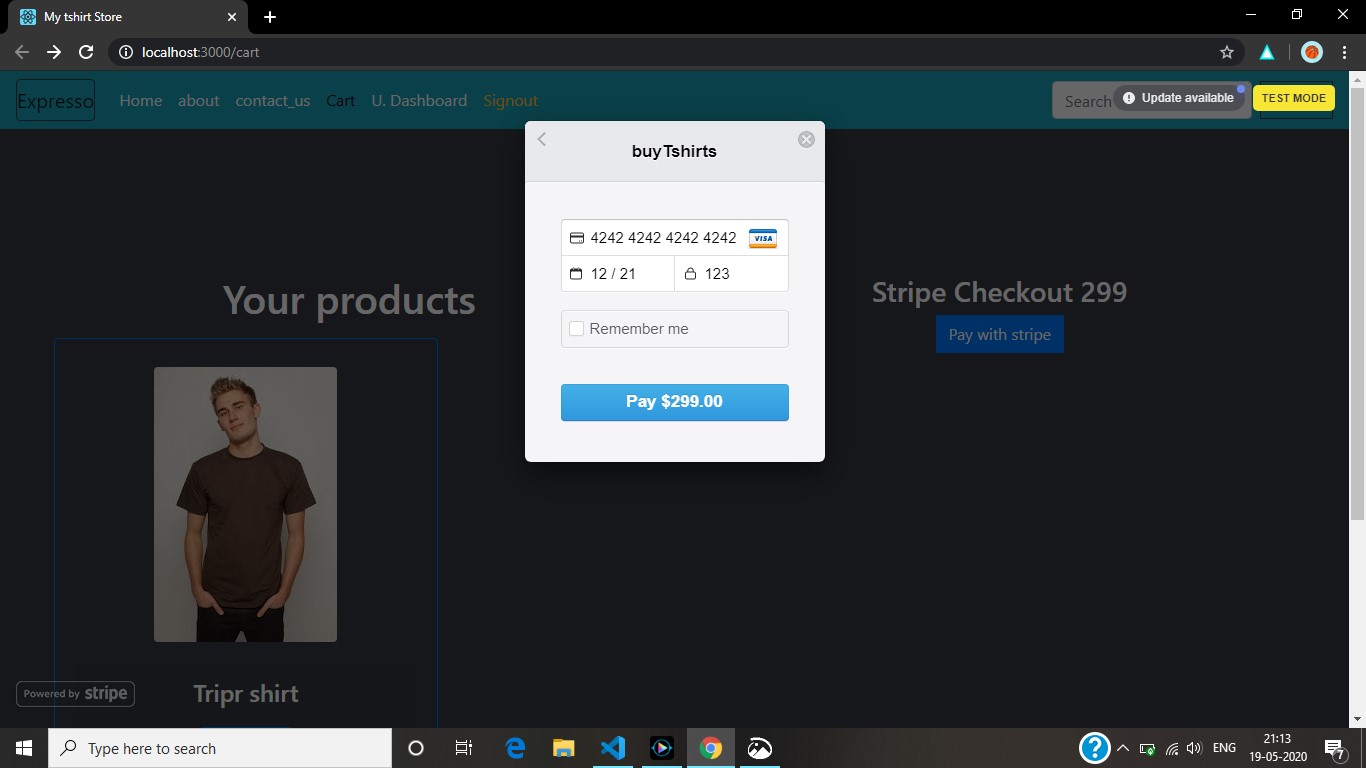 My tshirt Store
localhost:3000/cart
Expresso Home about contact_us Cart U. Dashboard Signout Search Update available TEST MODE
buyTshirts
4242 4242 4242 4242 VISA
12 / 21 123
Remember me
Pay $299.00
Your products
Stripe Checkout 299
Pay with stripe
Tripr shirt
Powered by stripe
Type here to search
ENG
21:13
19-05-2020
7